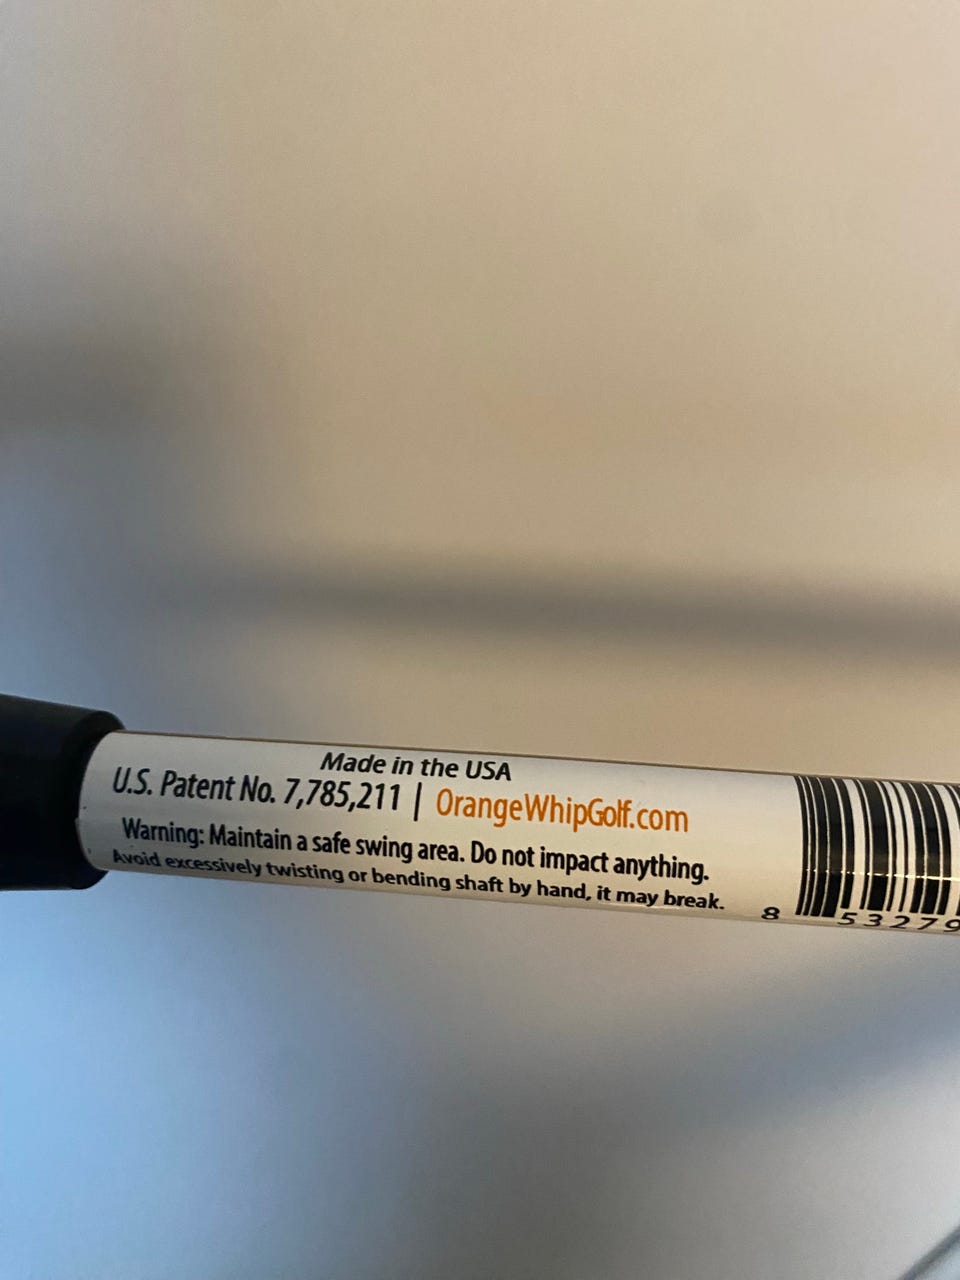 Made in the USA
U.S. Patent No. 7,785,211 | OrangeWhipGolf.com
Warning: Maintain a safe swing area. Do not impact anything.
Avoid excessively twisting or bending shaft by hand, it may break.
8 53279